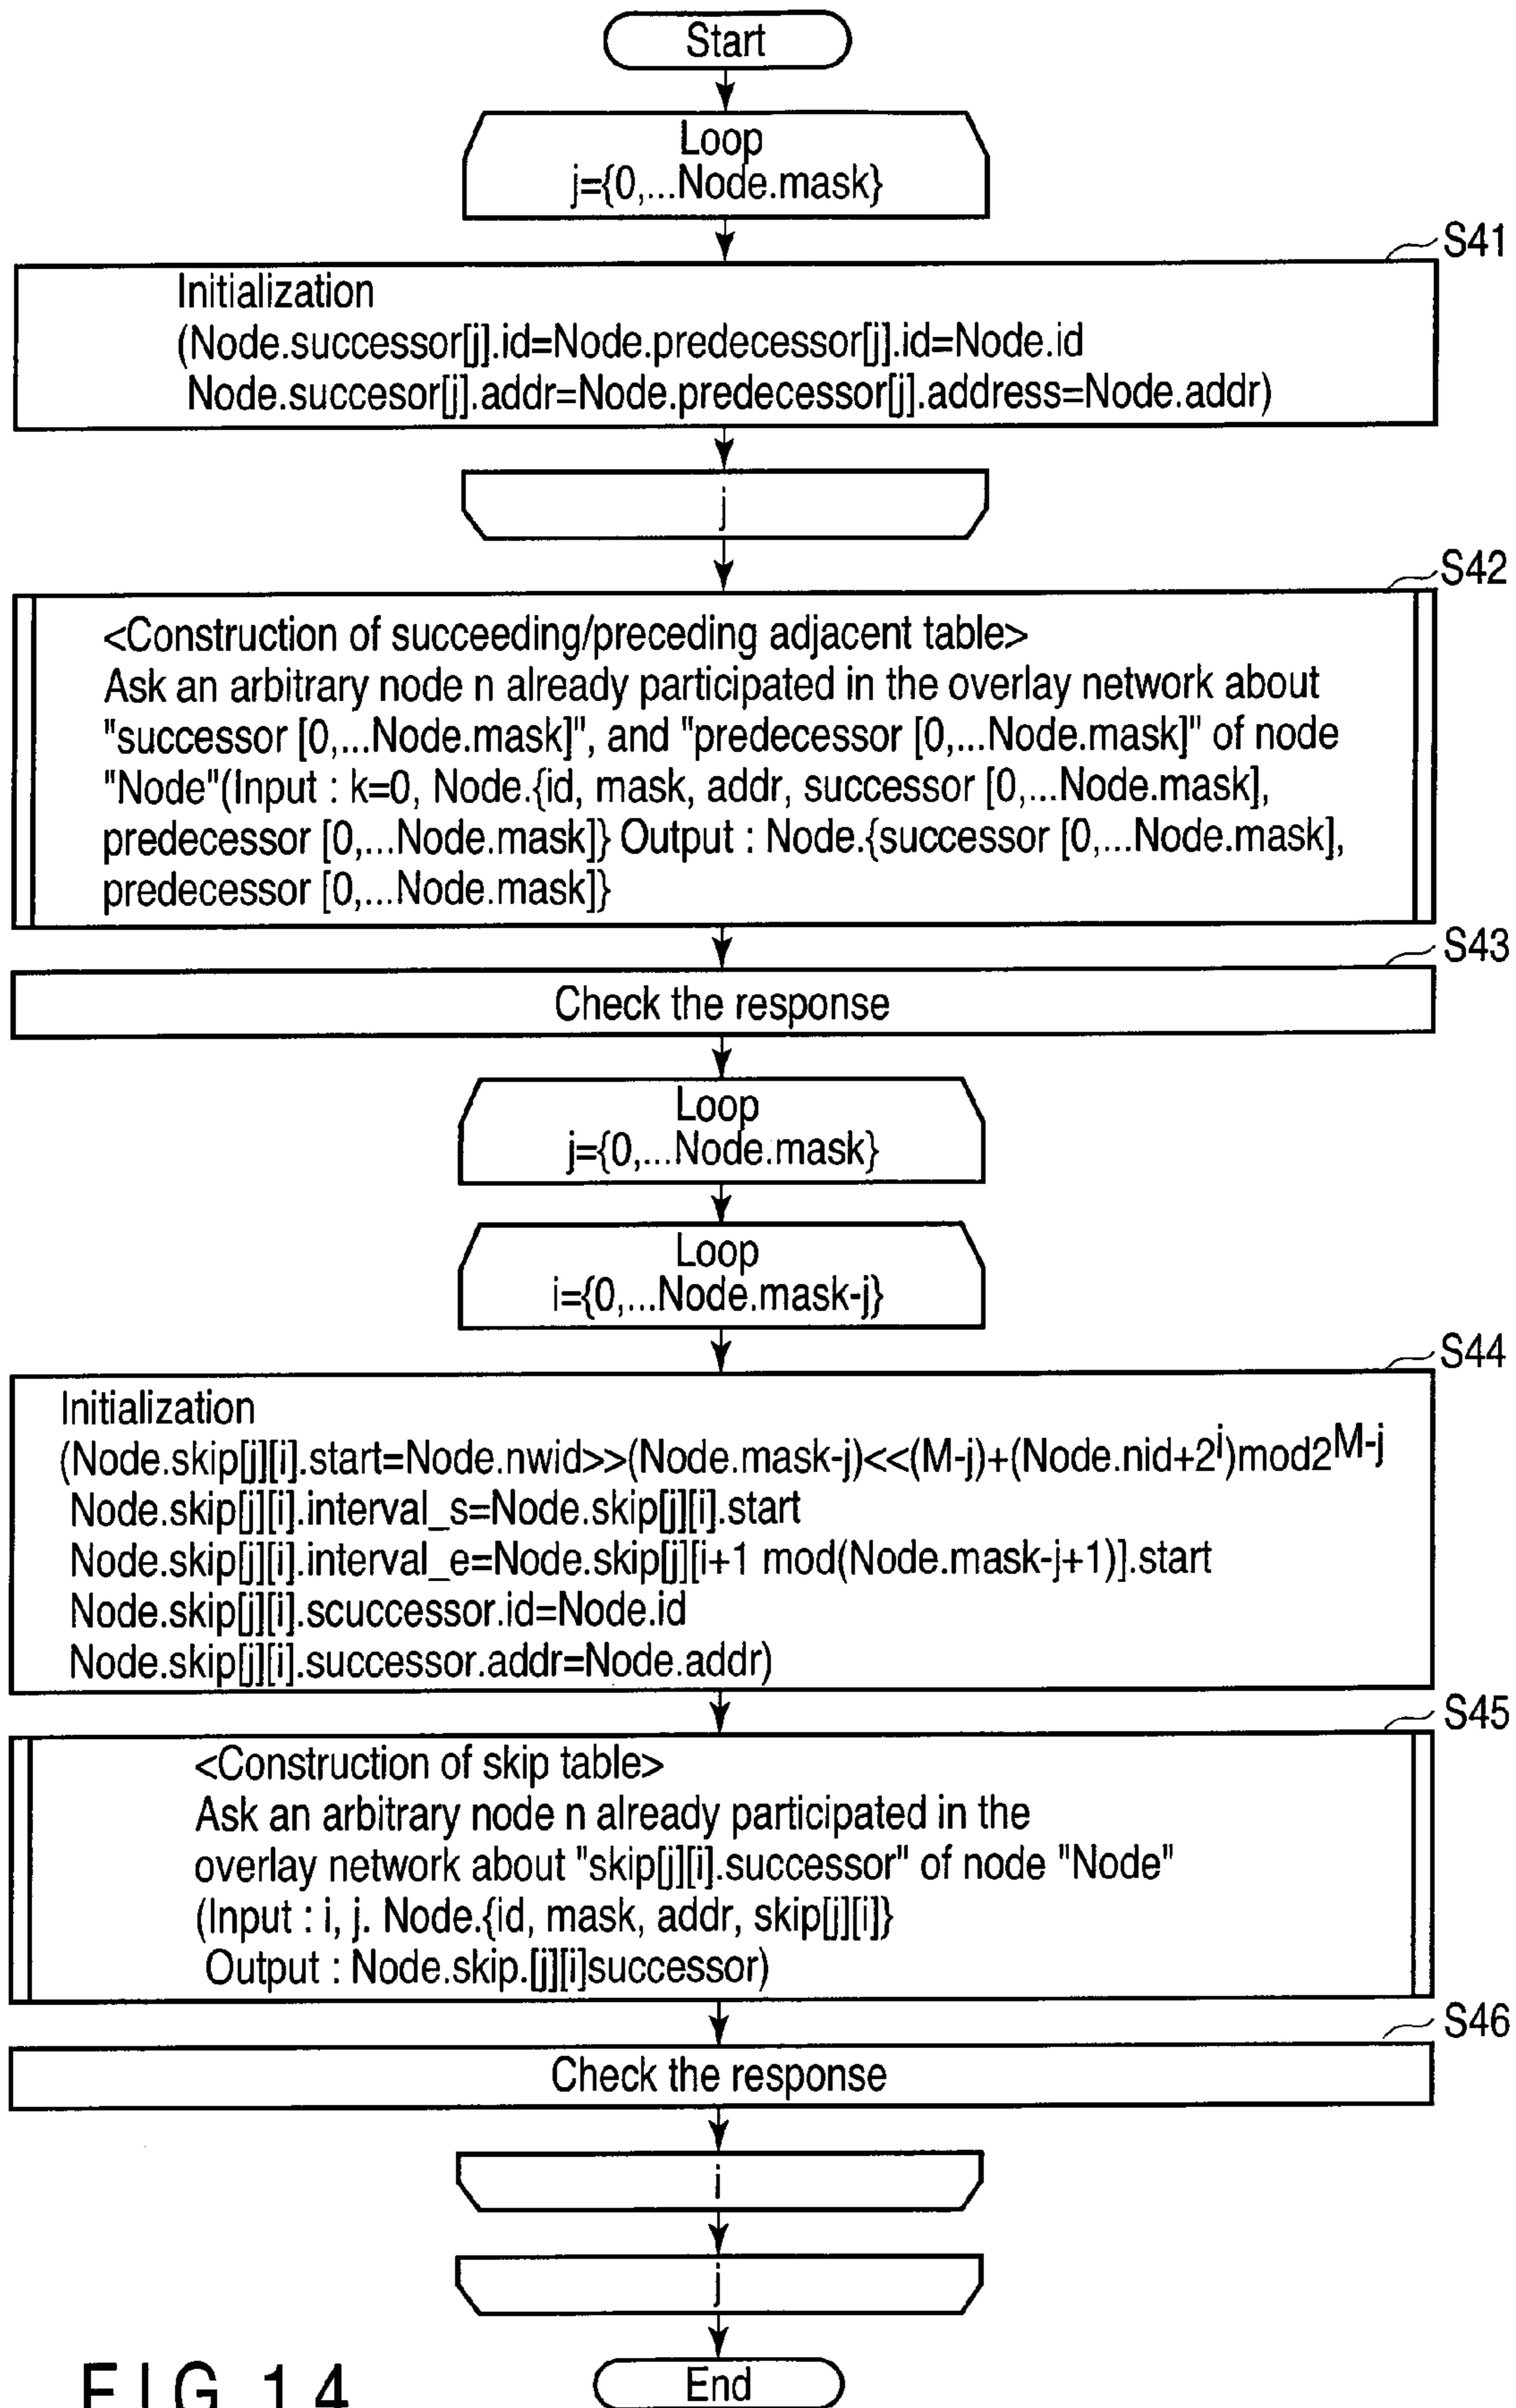 Start
Loop
j={0,...Node.mask}
S41
Initialization
(Node.successor[j].id=Node.predecessor[j].id=Node.id
Node.succesor[j].addr=Node.predecessor[j].address=Node.addr)
j
S42
<Construction of succeeding/preceding adjacent table>
Ask an arbitrary node n already participated in the overlay network about
"successor [0,...Node.mask]", and "predecessor [0,...Node.mask]" of node
"Node"(Input : k=0, Node.{id, mask, addr, successor [0,...Node.mask],
predecessor [0,...Node.mask]} Output : Node.{successor [0,...Node.mask],
predecessor [0,...Node.mask]}
S43
Check the response
Loop
j={0,...Node.mask}
Loop
i={0,...Node.mask-j}
S44
Initialization
(Node.skip[j][i].start=Node.nwid>>(Node.mask-j)<<(M-j)+(Node.nid+2^i)mod2^M-j
Node.skip[j][i].interval_s=Node.skip[j][i].start
Node.skip[j][i].interval_e=Node.skip[j][i+1 mod(Node.mask-j+1)].start
Node.skip[j][i].scuccessor.id=Node.id
Node.skip[j][i].successor.addr=Node.addr)
S45
<Construction of skip table>
Ask an arbitrary node n already participated in the
overlay network about "skip[j][i].successor" of node "Node"
(Input : i, j. Node.{id, mask, addr, skip[j][i]}
Output : Node.skip.[j][i]successor)
S46
Check the response
i
j
End
FIG.14